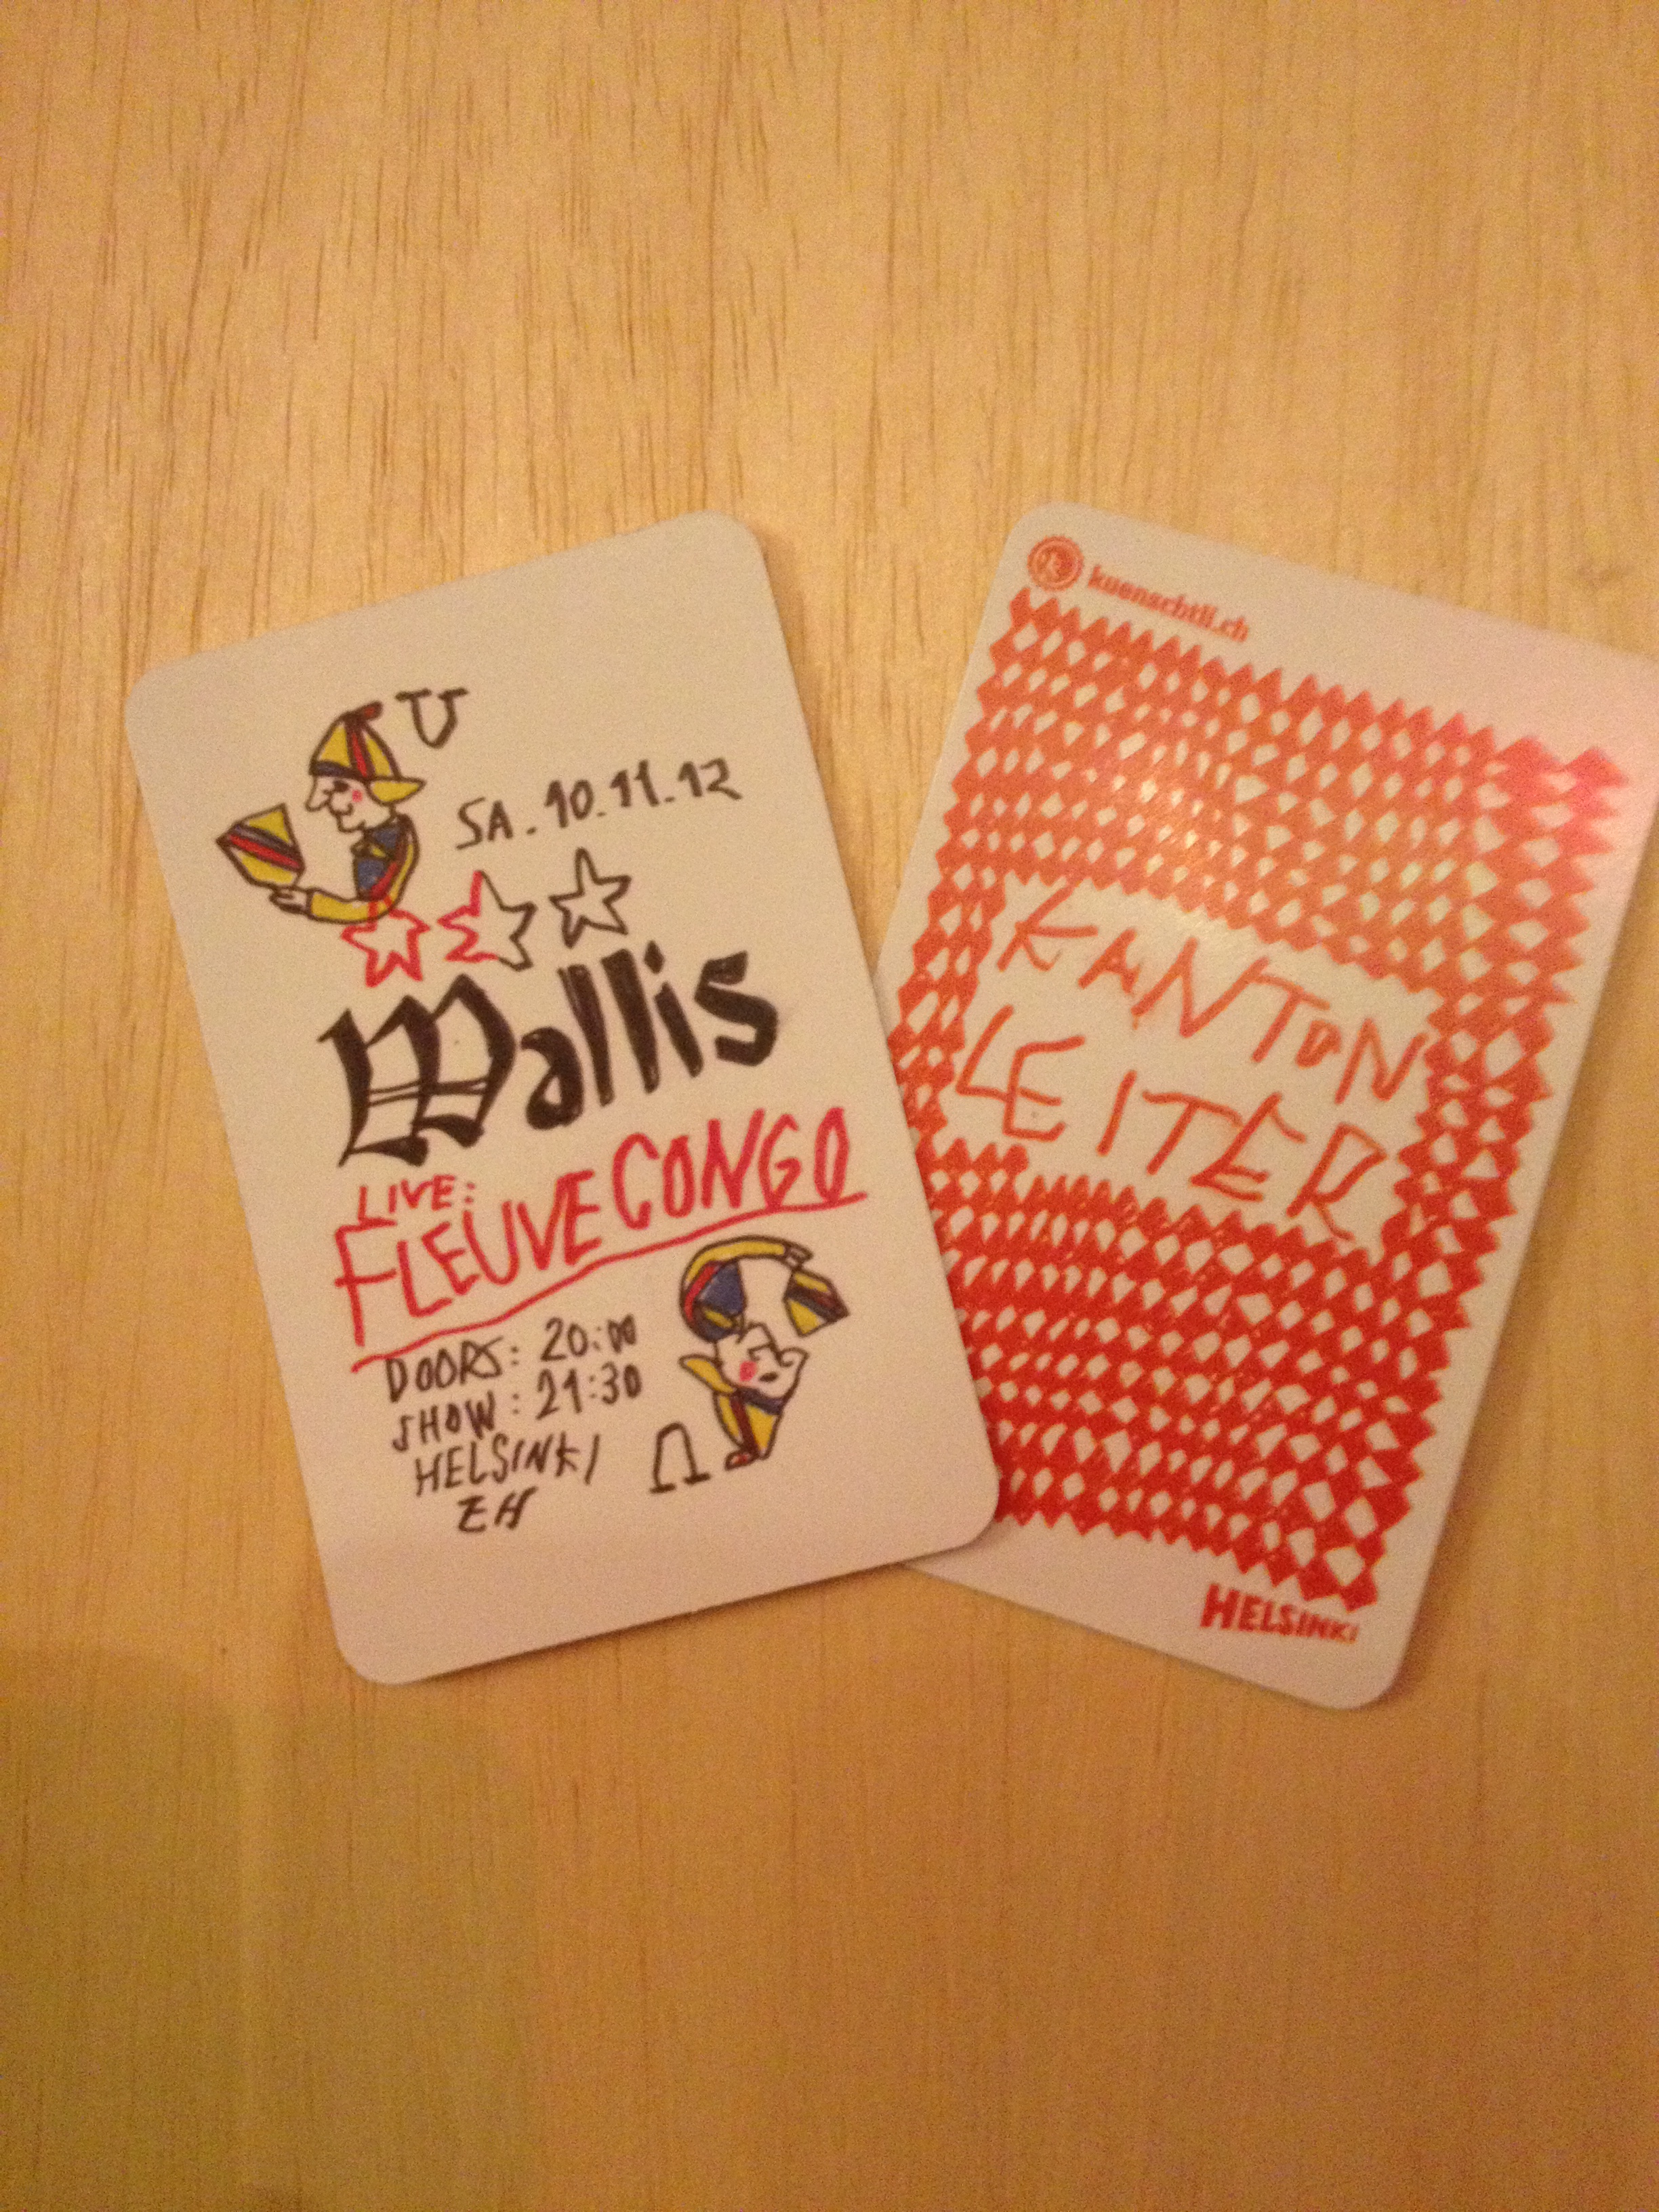 U
SA. 10.11.12
Wallis
LIVE:
FLEUVE CONGO
DOORS: 20:00
SHOW: 21:30
HELSINKI
ZH
kuenschtli.ch
KANTON
LEITER
HELSINKI